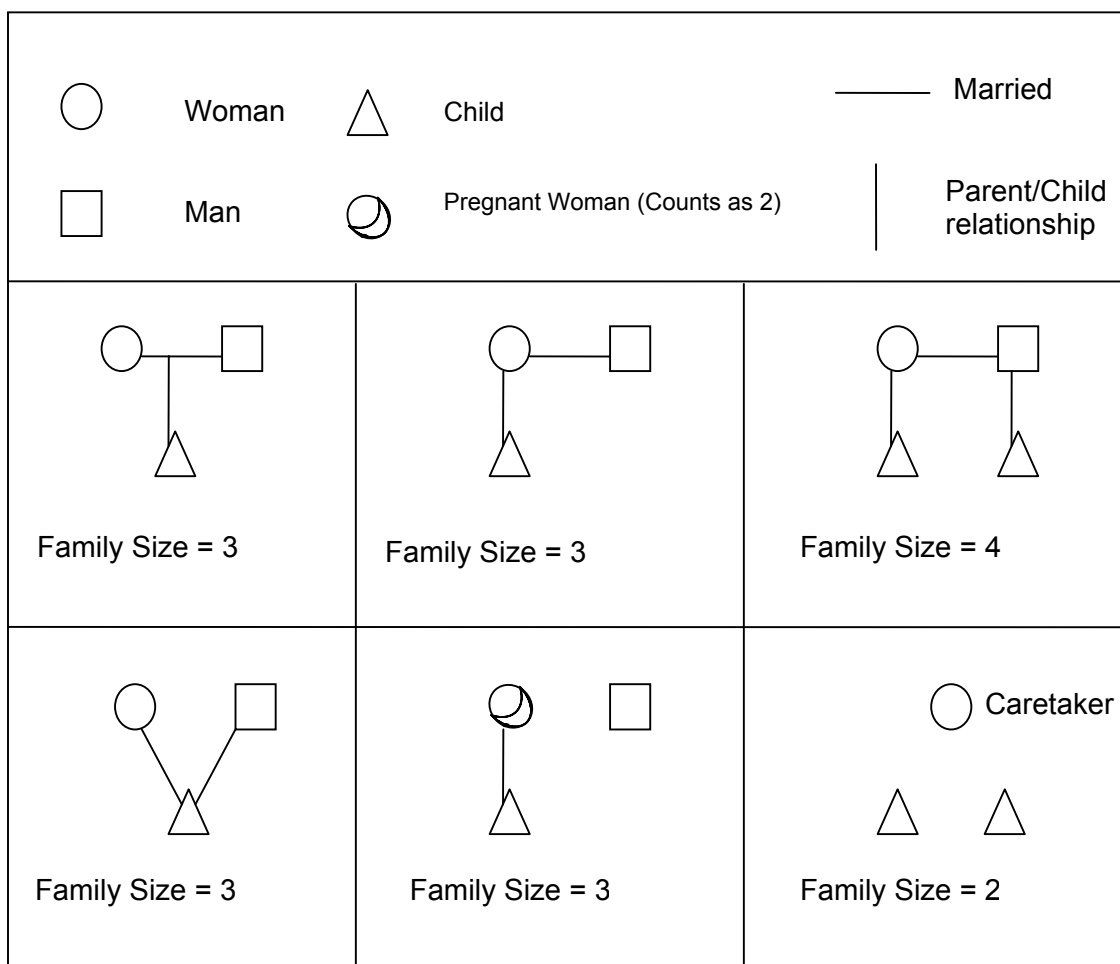 Woman
Child
Married
Man
Pregnant Woman (Counts as 2)
Parent/Child
relationship
Family Size = 3
Family Size = 3
Family Size = 4
Caretaker
Family Size = 3
Family Size = 3
Family Size = 2